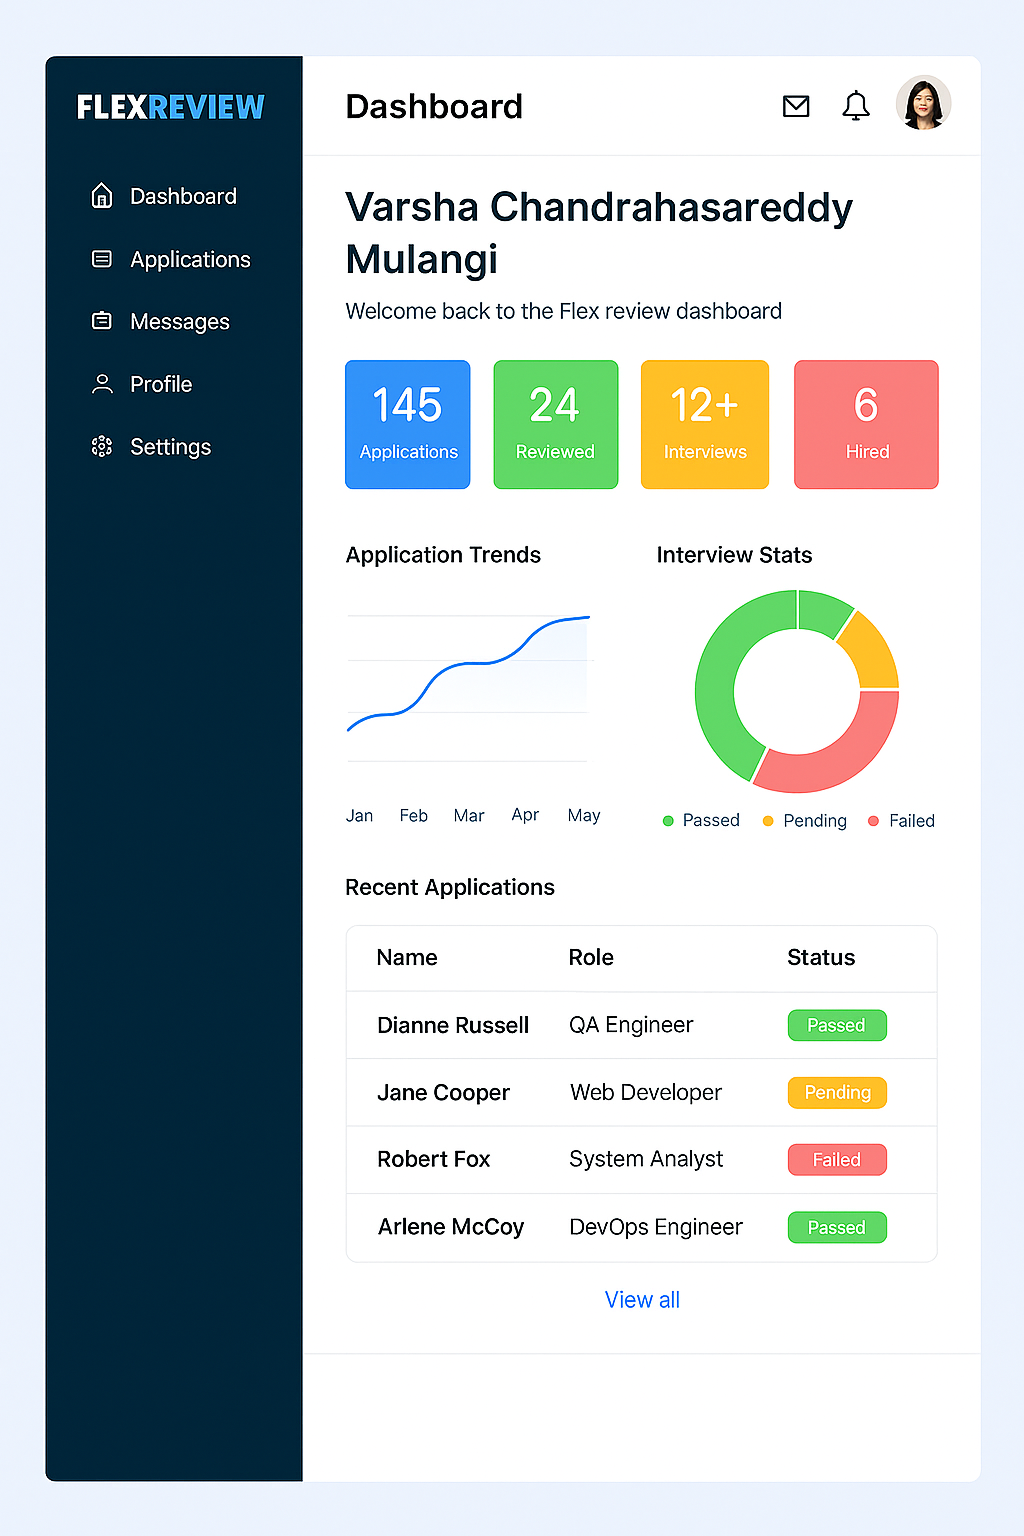 FLEXREVIEW
Dashboard
Applications
Messages
Profile
Settings
Dashboard
Varsha Chandrahasareddy
Mulangi
Welcome back to the Flex review dashboard
145
Applications
24
Reviewed
12+
Interviews
6
Hired
Application Trends
Jan Feb Mar Apr May
Interview Stats
Passed Pending Failed
Recent Applications
Name Role Status
Dianne Russell QA Engineer Passed
Jane Cooper Web Developer Pending
Robert Fox System Analyst Failed
Arlene McCoy DevOps Engineer Passed
View all